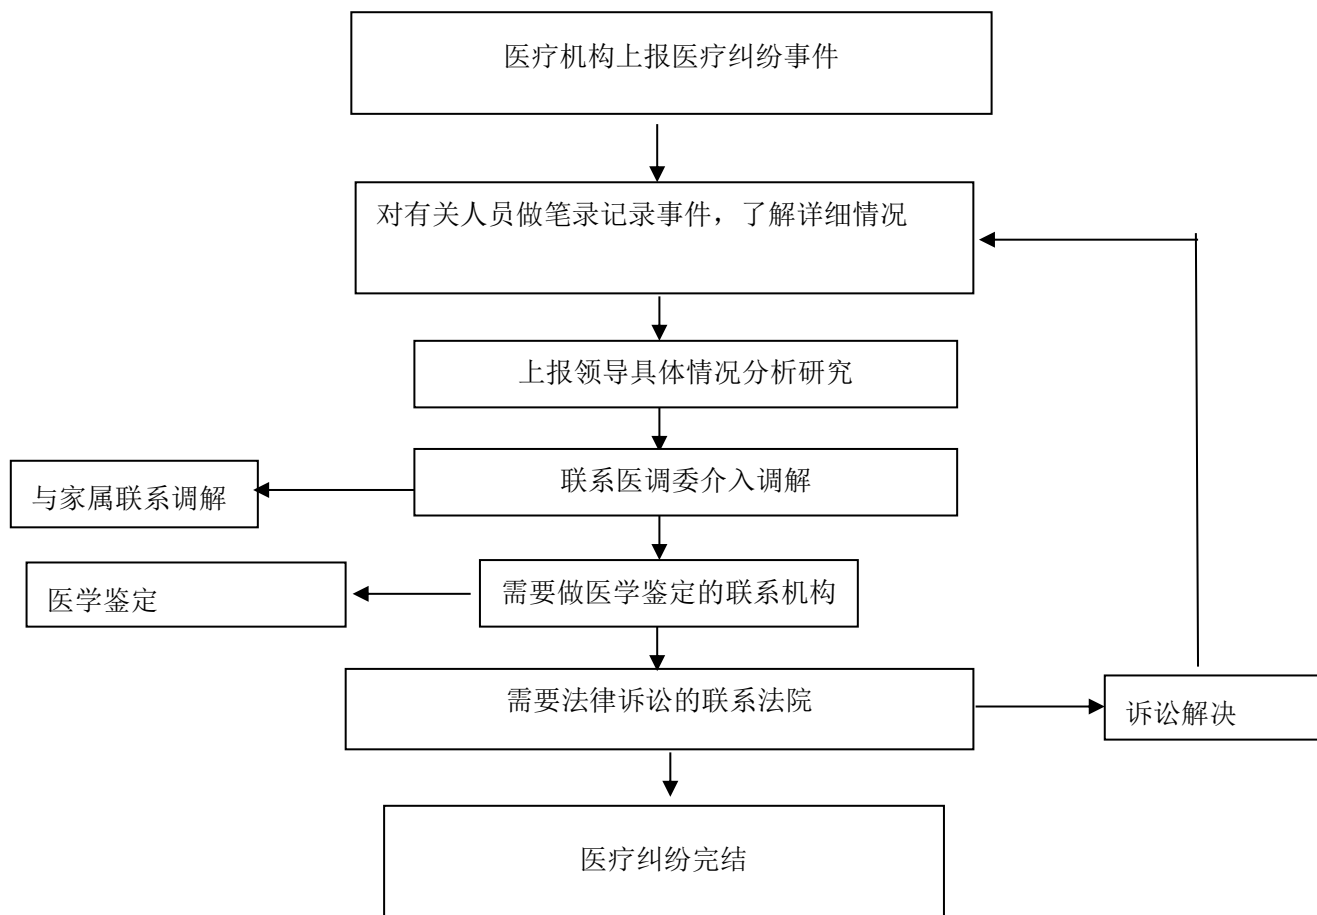 医疗机构上报医疗纠纷事件
对有关人员做笔录记录事件，了解详细情况
上报领导具体情况分析研究
联系医调委介入调解
与家属联系调解
需要做医学鉴定的联系机构
医学鉴定
需要法律诉讼的联系法院
诉讼解决
医疗纠纷完结